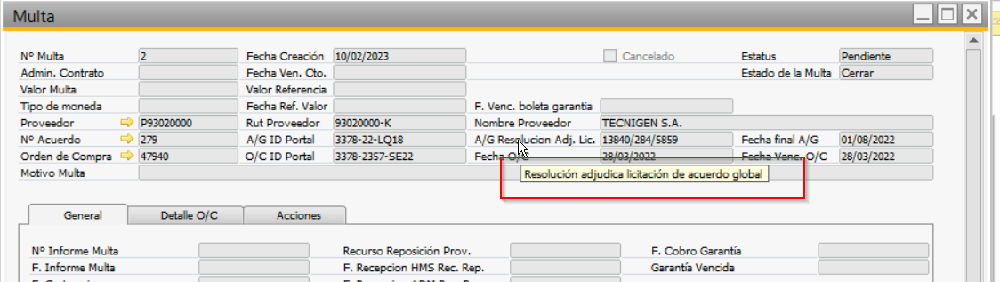 Multa
Nº Multa 2 Fecha Creación 10/02/2023 Cancelado Estatus Pendiente
Admin. Contrato Fecha Ven. Cto. Estado de la Multa Cerrar
Valor Multa Valor Referencia
Tipo de moneda Fecha Ref. Valor F. Venc. boleta garantia
Proveedor P93020000 Rut Proveedor 93020000-K Nombre Proveedor TECNIGEN S.A.
Nº Acuerdo 279 A/G ID Portal 3378-22-LQ18 A/G Resolucion Adj. Lic. 13840/284/5859 Fecha final A/G 01/08/2022
Orden de Compra 47940 O/C ID Portal 3378-2357-SE22 Fecha O/C 28/03/2022 Fecha Venc. O/C 28/03/2022
Motivo Multa
Resolución adjudica licitación de acuerdo global
General Detalle O/C Acciones
Nº Informe Multa Recurso Reposición Prov. F. Cobro Garantía
F. Informe Multa F. Recepcion HMS Rec. Rep. Garantía Vencida